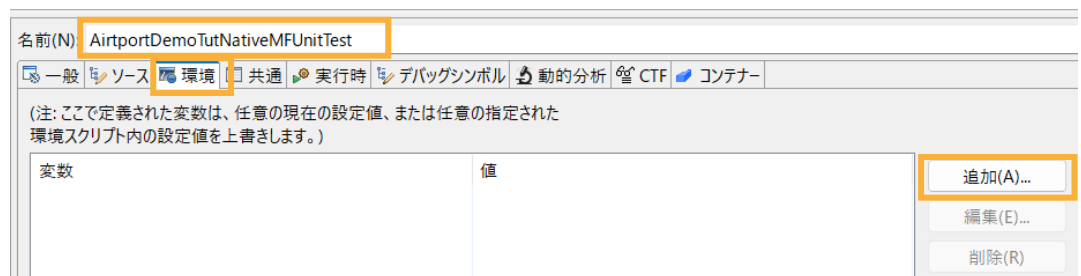 名前(N): AirtportDemoTutNativeMFUnitTest
一般 ソース 環境 共通 実行時 デバッグシンボル 動的分析 CTF コンテナー
(注: ここで定義された変数は、任意の現在の設定値、または任意の指定された
環境スクリプト内の設定値を上書きします。)
変数 値 追加(A)...
編集(E)...
削除(R)